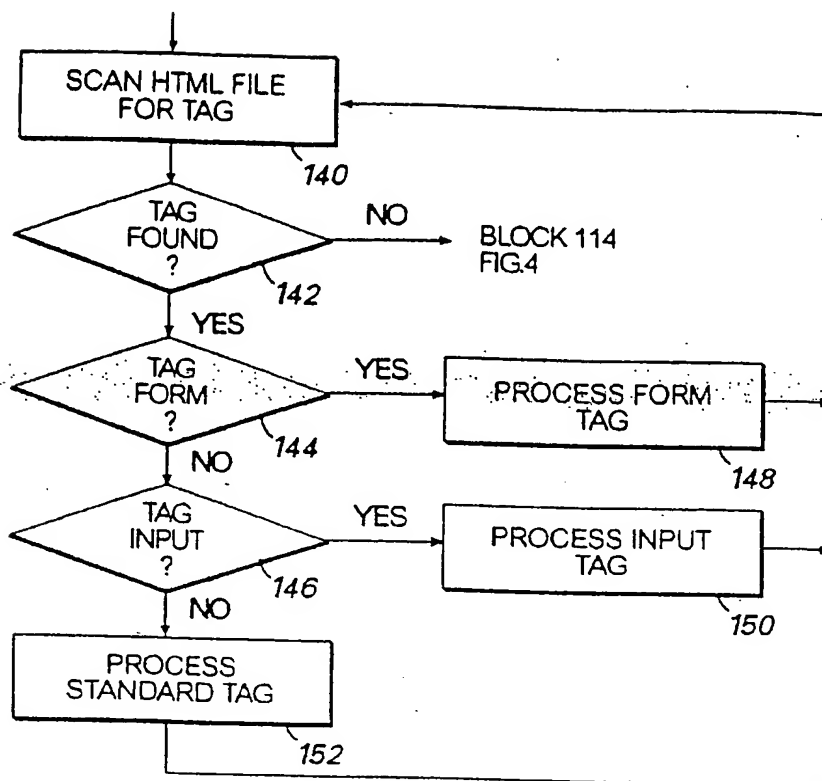 SCAN HTML FILE
FOR TAG
140
TAG
FOUND
?
NO
BLOCK 114
FIG.4
142
YES
TAG
FORM
?
YES
PROCESS FORM
TAG
144
148
NO
TAG
INPUT
?
YES
PROCESS INPUT
TAG
146
150
NO
PROCESS
STANDARD TAG
152